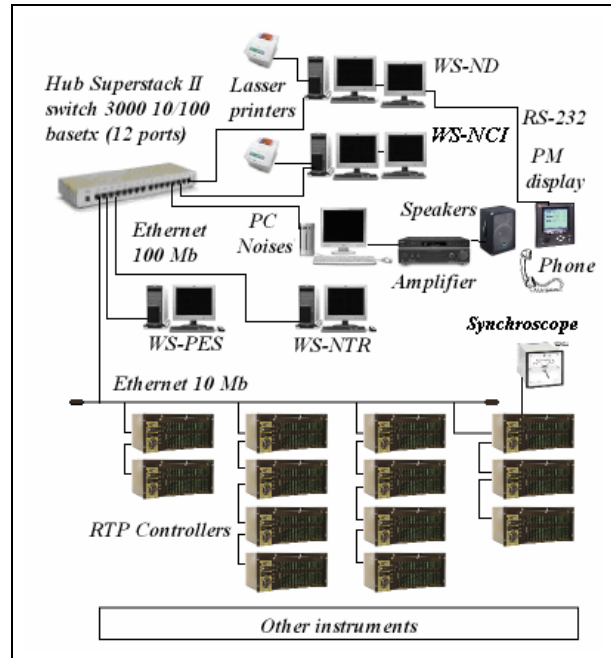 WS-ND
Hub Superstack II
switch 3000 10/100
basetx (12 ports)
Lasser
printers
RS-232
WS-NCI
PM
display
Speakers
Ethernet
100 Mb
PC
Noises
Amplifier
Phone
WS-PES
WS-NTR
Synchroscope
Ethernet 10 Mb
RTP Controllers
Other instruments